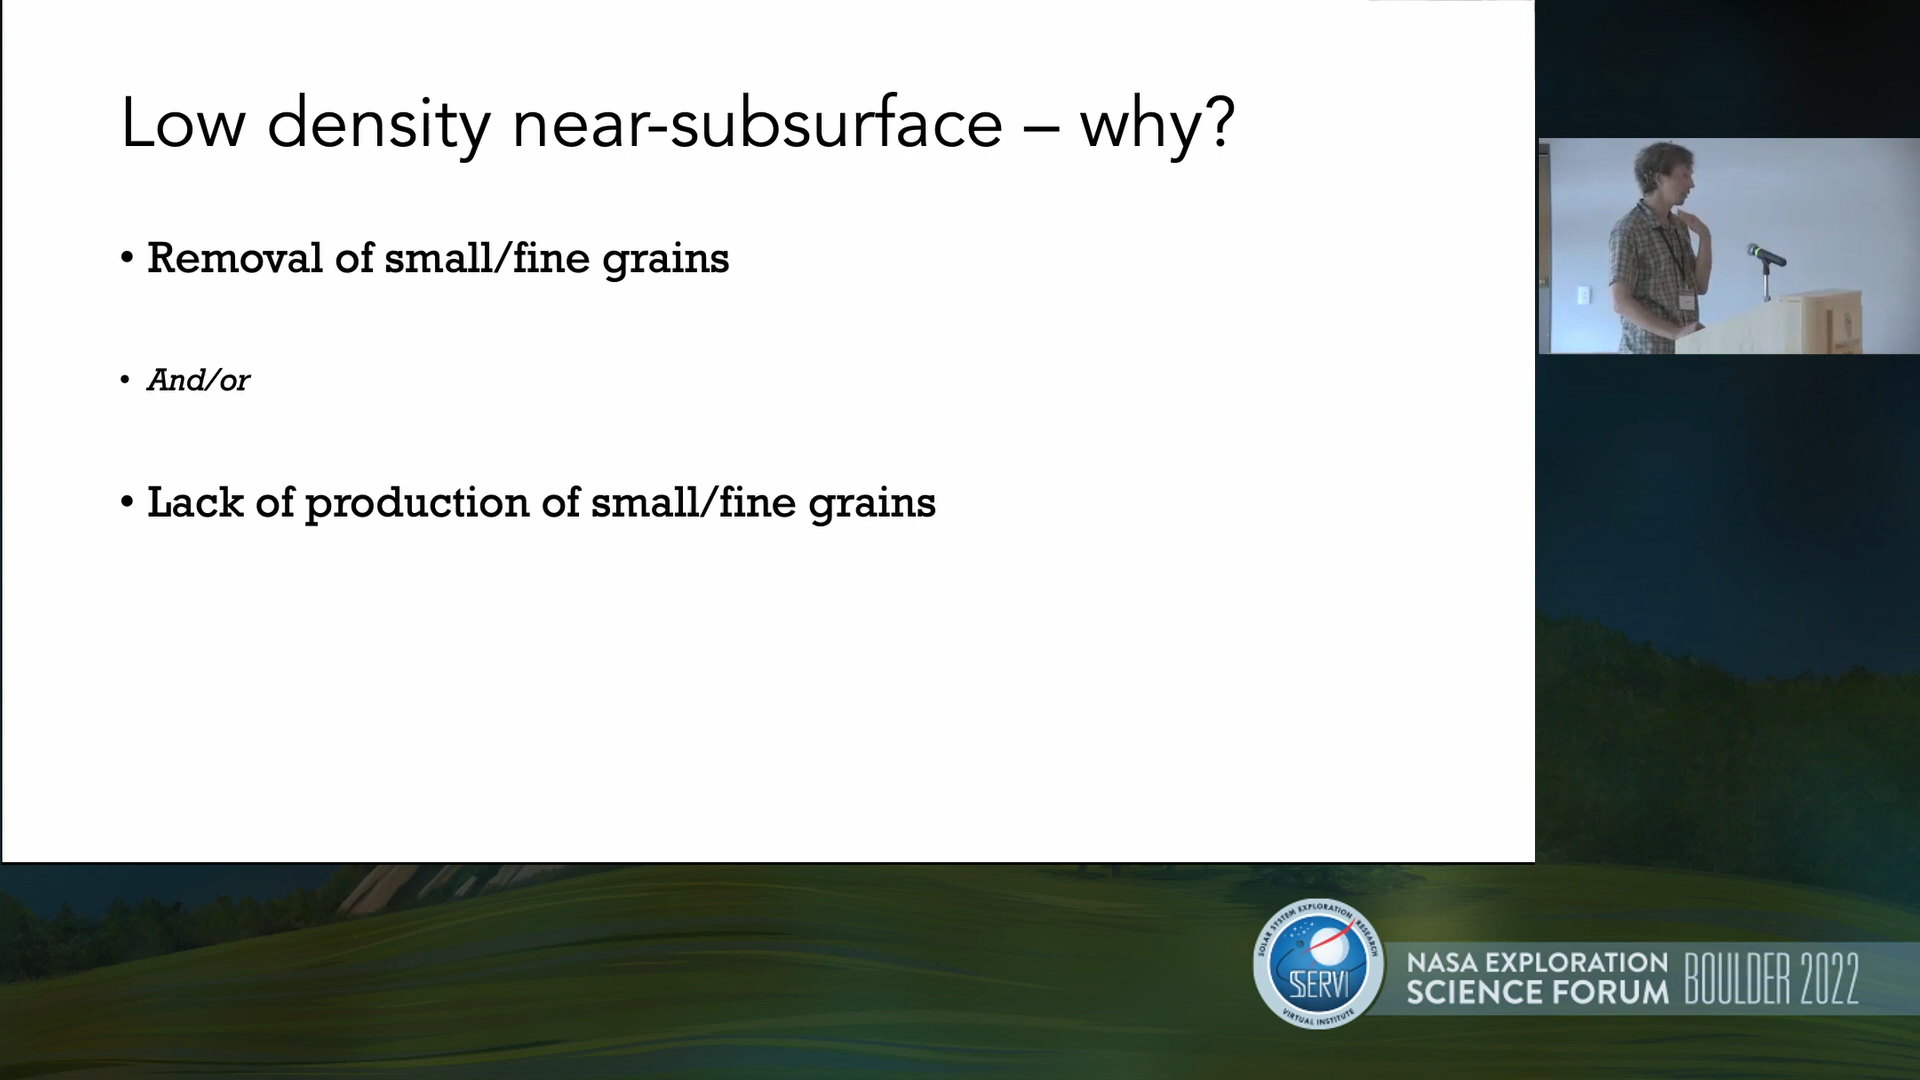 Low density near-subsurface – why?
• Removal of small/fine grains
• And/or
• Lack of production of small/fine grains
SOLAR SYSTEM EXPLORATION RESEARCH
SSERVI
VIRTUAL INSTITUTE
NASA EXPLORATION
SCIENCE FORUM
BOULDER 2022